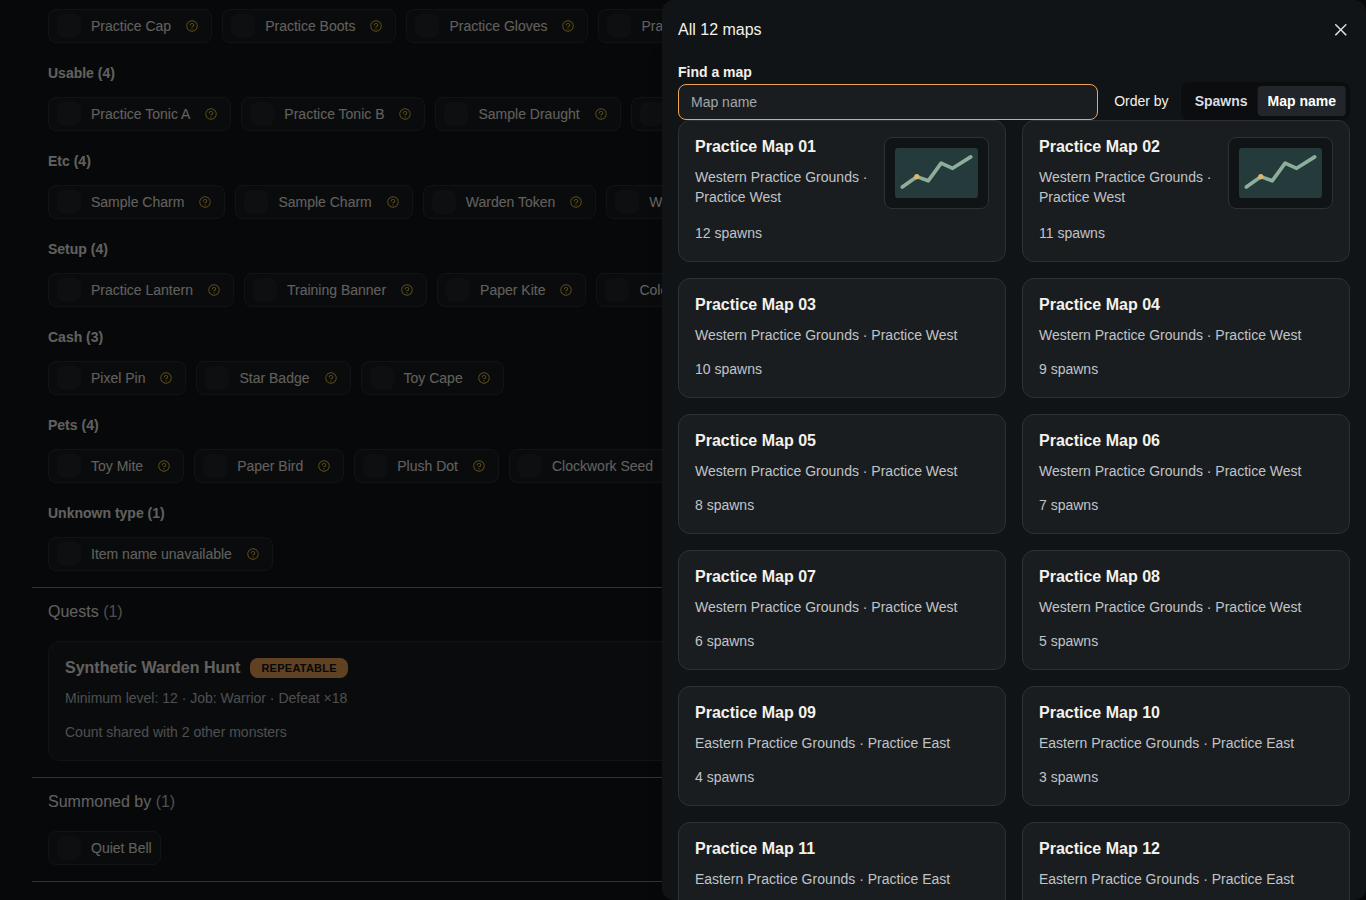 Practice Cap
Practice Boots
Practice Gloves
Usable (4)
Practice Tonic A
Practice Tonic B
Sample Draught
Etc (4)
Sample Charm
Sample Charm
Warden Token
Setup (4)
Practice Lantern
Training Banner
Paper Kite
Cash (3)
Pixel Pin
Star Badge
Toy Cape
Pets (4)
Toy Mite
Paper Bird
Plush Dot
Clockwork Seed
Unknown type (1)
Item name unavailable
Quests (1)
Synthetic Warden Hunt REPEATABLE
Minimum level: 12 · Job: Warrior · Defeat ×18
Count shared with 2 other monsters
Summoned by (1)
Quiet Bell
All 12 maps
Find a map
Map name
Order by Spawns Map name
Practice Map 01
Western Practice Grounds ·
Practice West
12 spawns
Practice Map 02
Western Practice Grounds ·
Practice West
11 spawns
Practice Map 03
Western Practice Grounds · Practice West
10 spawns
Practice Map 04
Western Practice Grounds · Practice West
9 spawns
Practice Map 05
Western Practice Grounds · Practice West
8 spawns
Practice Map 06
Western Practice Grounds · Practice West
7 spawns
Practice Map 07
Western Practice Grounds · Practice West
6 spawns
Practice Map 08
Western Practice Grounds · Practice West
5 spawns
Practice Map 09
Eastern Practice Grounds · Practice East
4 spawns
Practice Map 10
Eastern Practice Grounds · Practice East
3 spawns
Practice Map 11
Eastern Practice Grounds · Practice East
Practice Map 12
Eastern Practice Grounds · Practice East